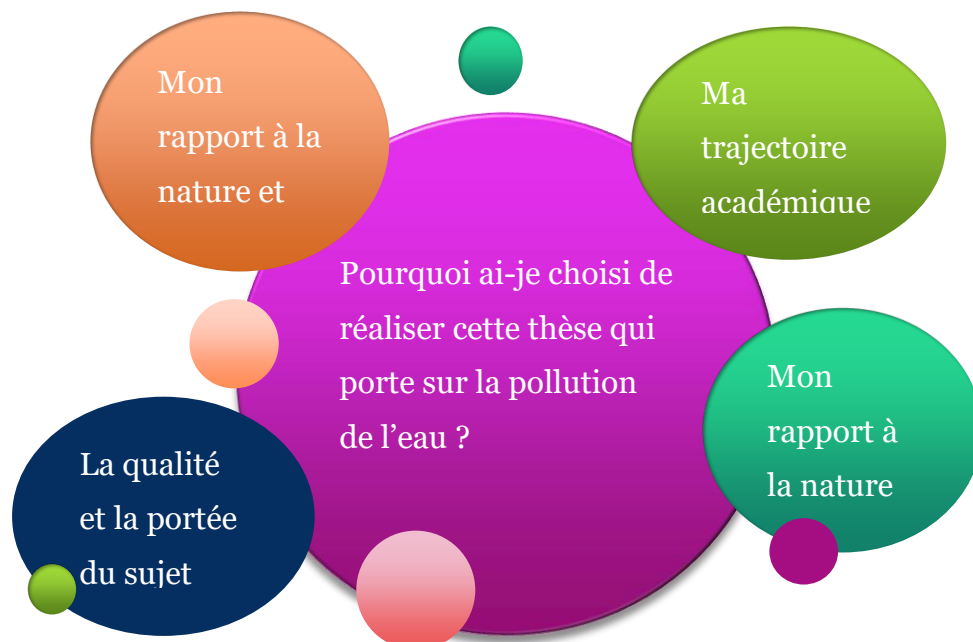 Mon
rapport à la
nature et
Ma
trajectoire
académique
Pourquoi ai-je choisi de
réaliser cette thèse qui
porte sur la pollution
de l’eau ?
Mon
rapport à
la nature
La qualité
et la portée
du sujet